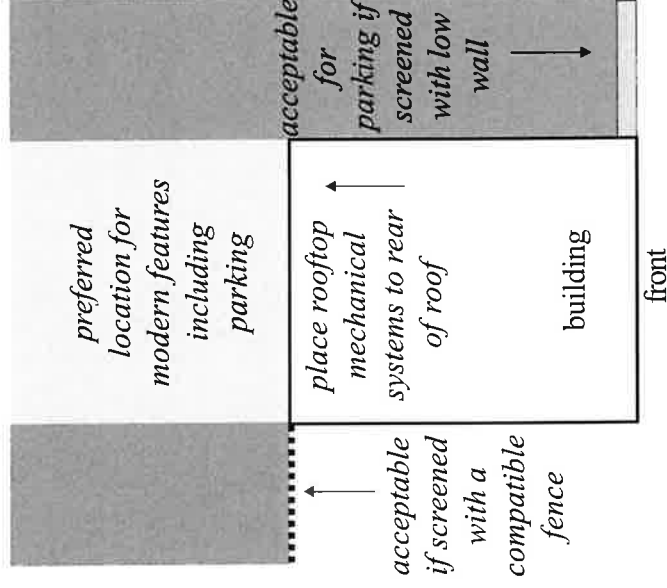 preferred
location for
modern features
including
parking
acceptable
for
parking if
screened
with low
wall
place rooftop
mechanical
systems to rear
of roof
acceptable
if screened
with a
compatible
fence
building
front